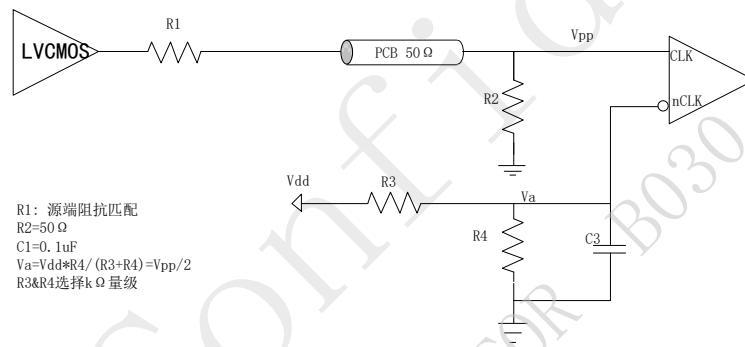 LVCMOS
R1
PCB 50Ω
Vpp
CLK
nCLK
R2
Vdd
R3
Va
R4
C3
R1: 源端阻抗匹配
R2=50Ω
C1=0.1uF
Va=Vdd*R4/(R3+R4)=Vpp/2
R3&R4选择kΩ量级
Confid
B030